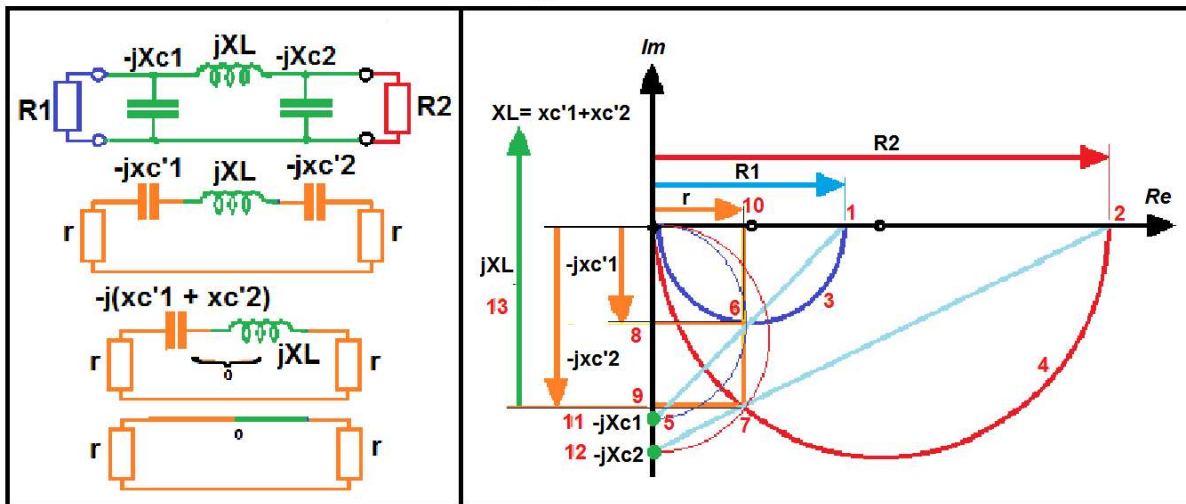 -jXc1
jXL
-jXc2
R1
R2
-jxc'1
jXL
-jxc'2
r
r
-j(xc'1 + xc'2)
r
0
jXL
r
r
0
r
Im
XL= xc'1+xc'2
R2
R1
r
10
1
2
Re
jXL
13
-jxc'1
6
3
8
-jxc'2
4
9
11
-jXc1
5
7
12
-jXc2